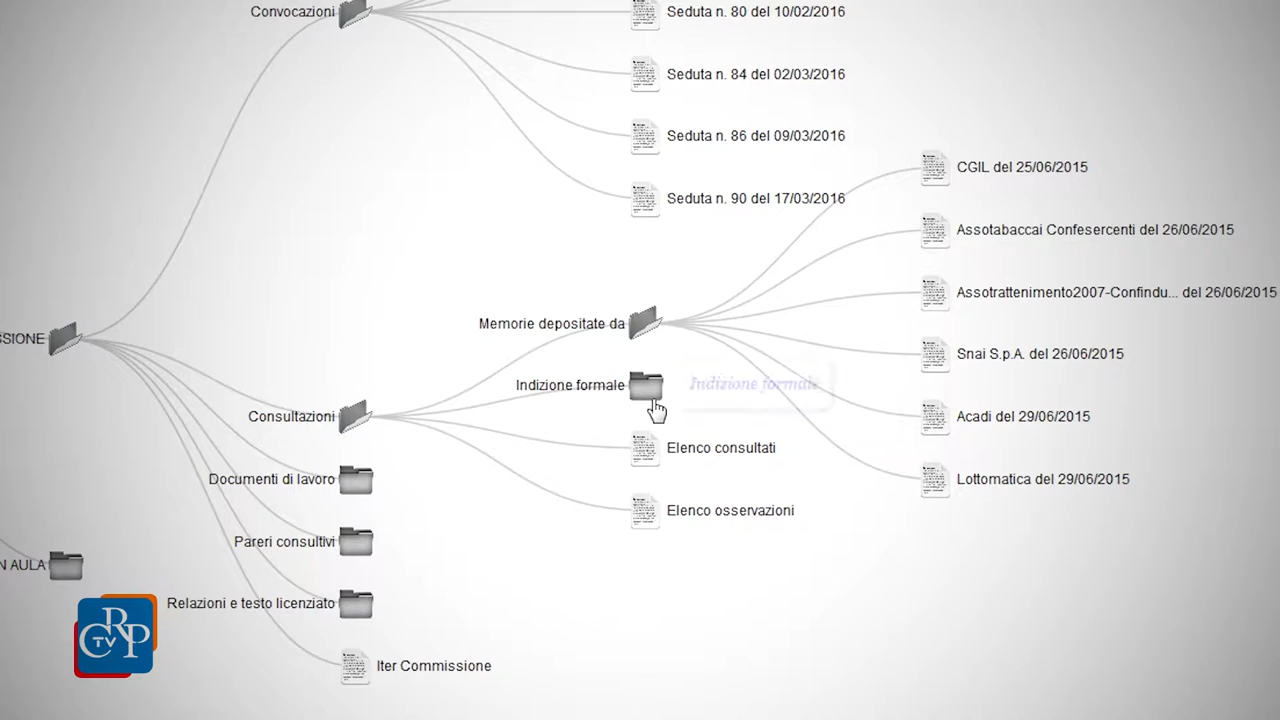 Convocazioni
Seduta n. 80 del 10/02/2016
Seduta n. 84 del 02/03/2016
Seduta n. 86 del 09/03/2016
Seduta n. 90 del 17/03/2016
CGIL del 25/06/2015
Assotabaccai Confesercenti del 26/06/2015
Assotrattenimento2007-Confindu... del 26/06/2015
Snai S.p.A. del 26/06/2015
Acadi del 29/06/2015
Lottomatica del 29/06/2015
Memorie depositate da
SSIONE
Indizione formale
Indizione formale
Consultazioni
Elenco consultati
Documenti di lavoro
Elenco osservazioni
Pareri consultivi
N AULA
Relazioni e testo licenziato
CRP TV
Iter Commissione